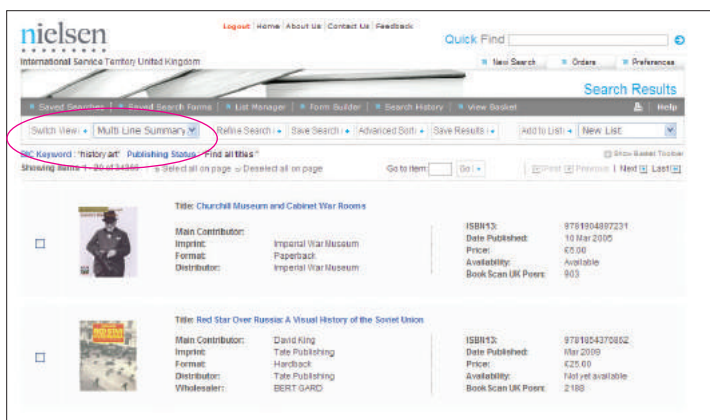 nielsen
Logout Home About Us Contact Us Feedback
Quick Find
International Service Territory United Kingdom
New Search Orders Preferences
Search Results
Saved Searches Saved Search Forms List Manager Form Builder Search History View Basket Help
Switch View Multi Line Summary Refine Search Save Search Advanced Sort Save Results Add to List New List
BIC Keyword: "history art" Publishing Status: Find all titles
Show Basket Toolbar
Showing items 1 - 20 of Select all on page Deselect all on page Go to item: Go First Previous Next Last
Title: Churchill Museum and Cabinet War Rooms
Main Contributor:
Imprint: Imperial War Museum
Format: Paperback
Distributor: Imperial War Museum
ISBN13: 9781904897231
Date Published: 10 Mar 2005
Price: £5.00
Availability: Available
Book Scan UK Posn: 903
RED STAR
Title: Red Star Over Russia: A Visual History of the Soviet Union
Main Contributor: David King
Imprint: Tate Publishing
Format: Hardback
Distributor: Tate Publishing
Wholesaler: BERT GARD
ISBN13: 9781854376862
Date Published: Mar 2009
Price: £25.00
Availability: Not yet available
Book Scan UK Posn: 2188